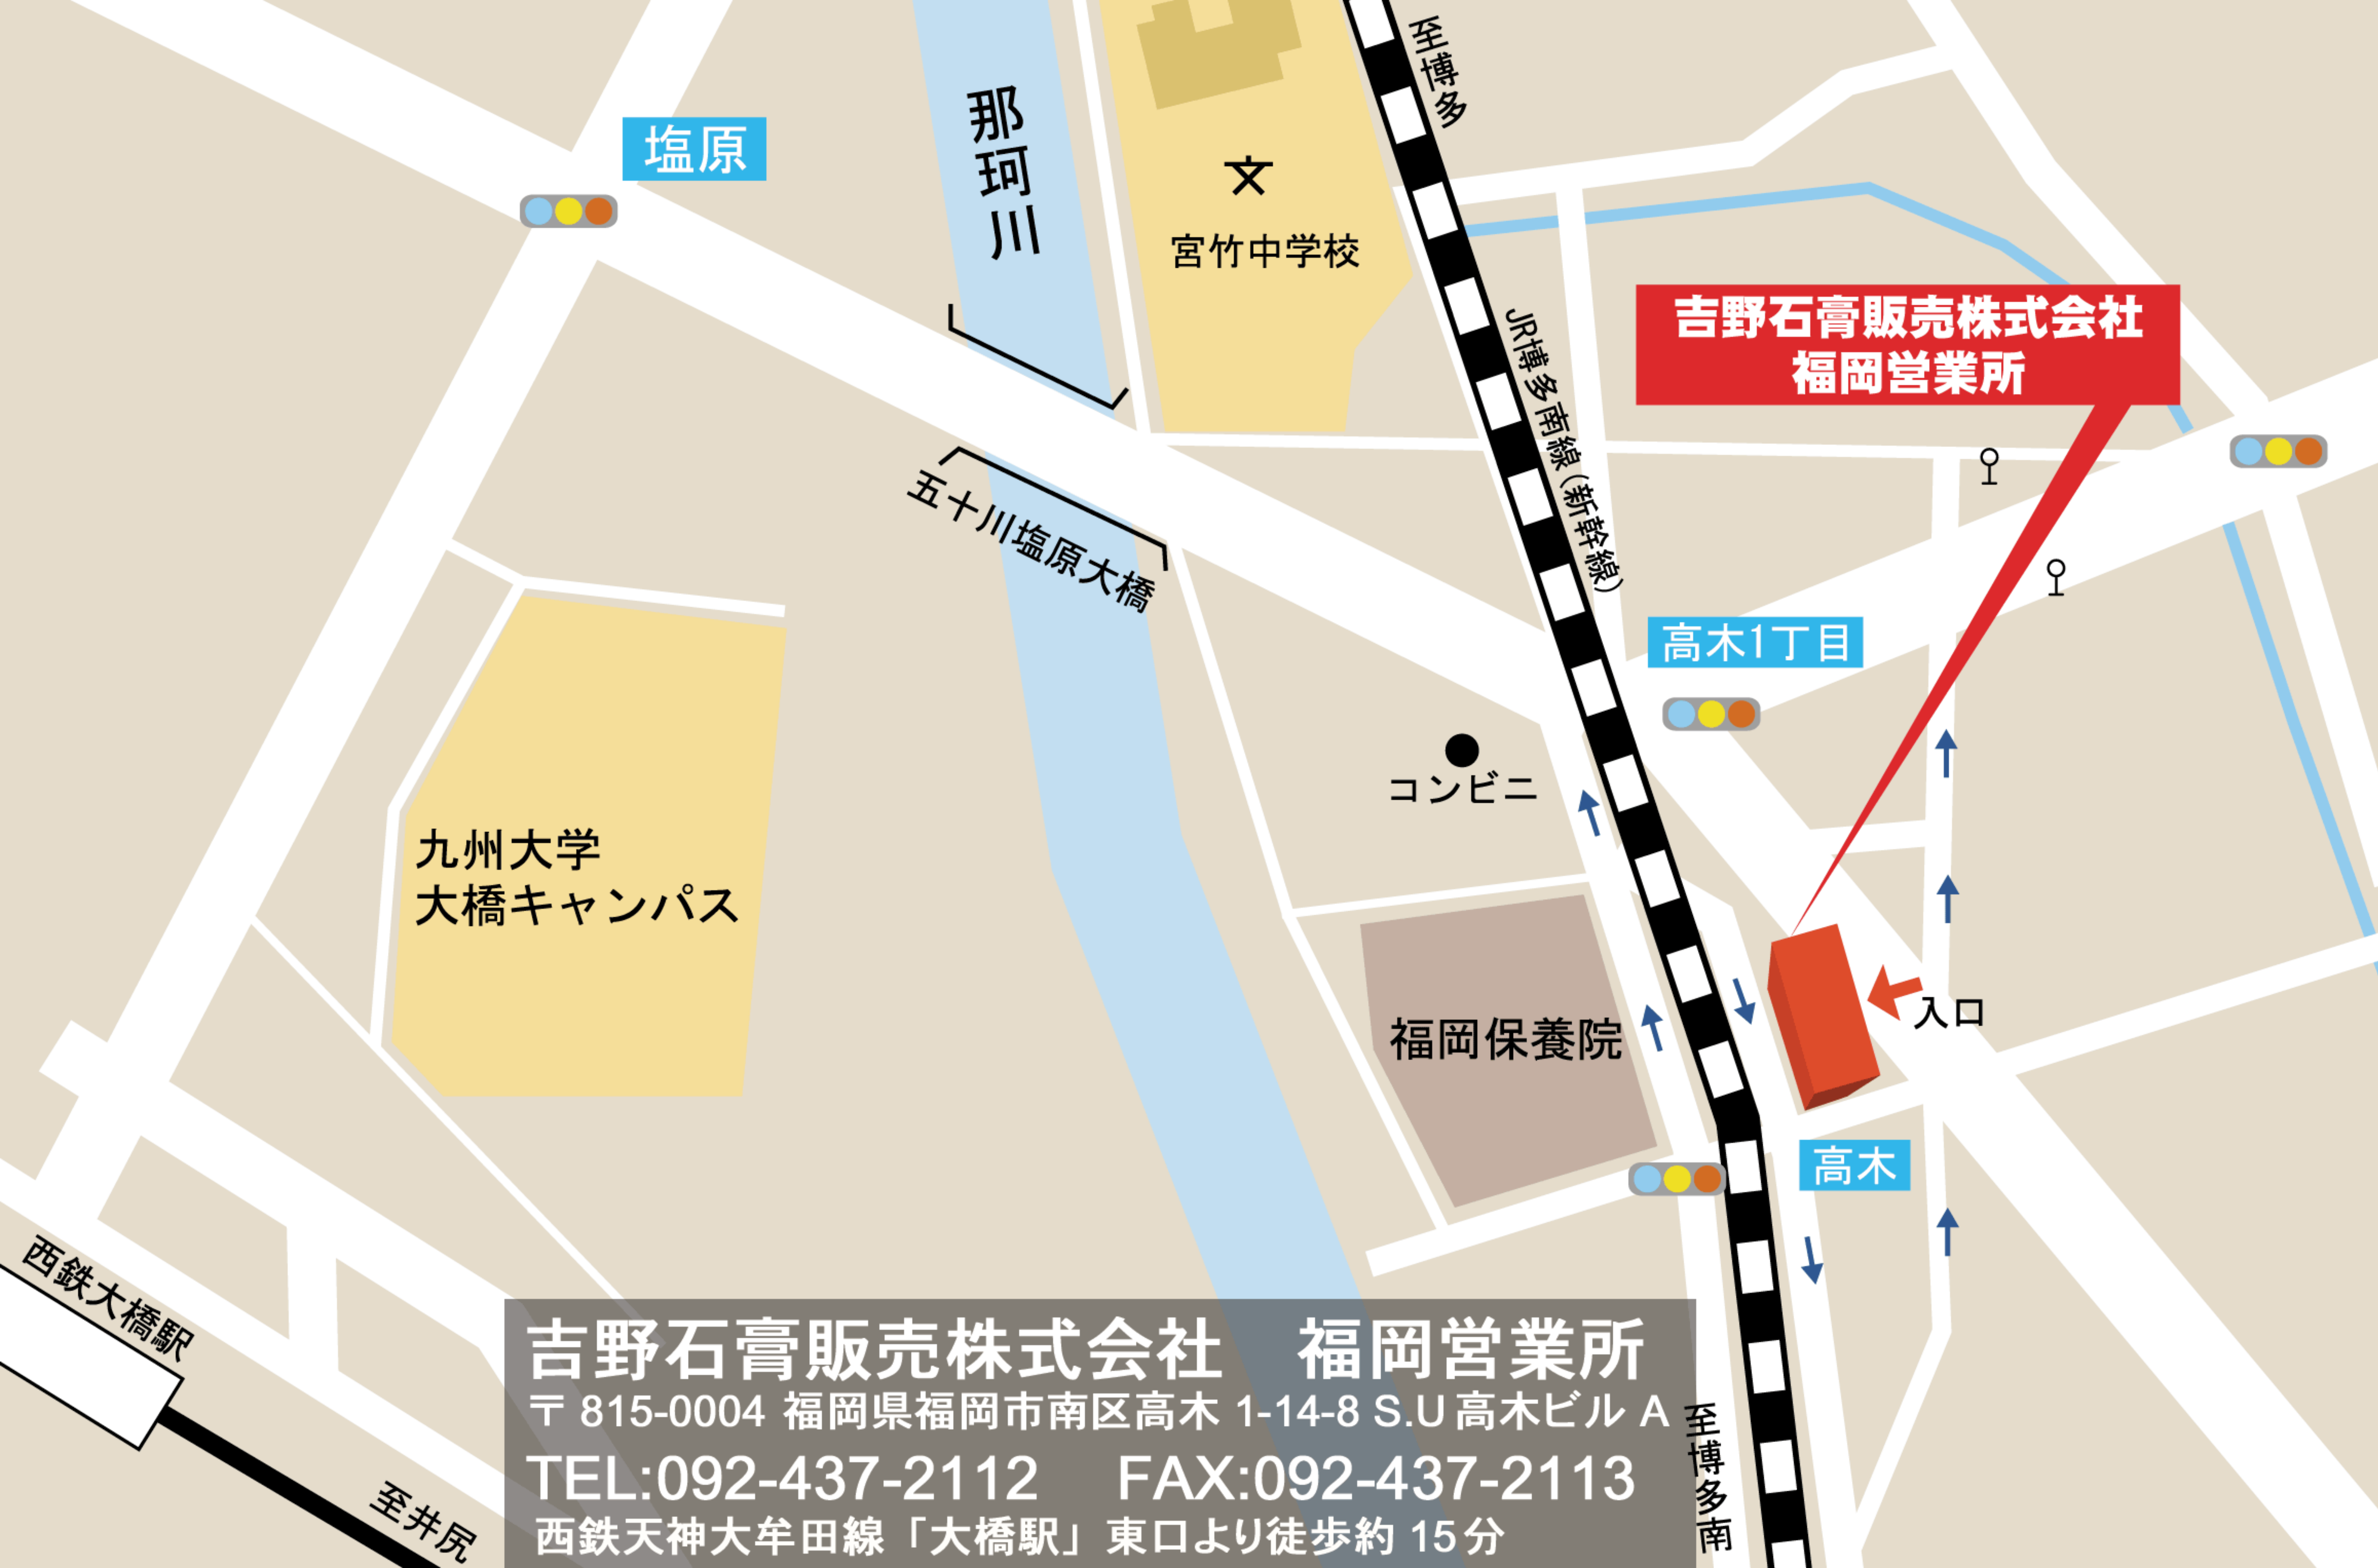 至博多
塩原
那珂川
宮竹中学校
吉野石膏販売株式会社
福岡営業所
JR博多南線(新幹線)
五十川塩原大橋
高木1丁目
コンビニ
九州大学
大橋キャンパス
福岡保養院
入口
高木
西鉄大橋駅
至井尻
至博多南
吉野石膏販売株式会社 福岡営業所
〒815-0004 福岡県福岡市南区高木 1-14-8 S.U高木ビル A
TEL:092-437-2112 FAX:092-437-2113
西鉄天神大牟田線「大橋駅」東口より徒歩約 15分